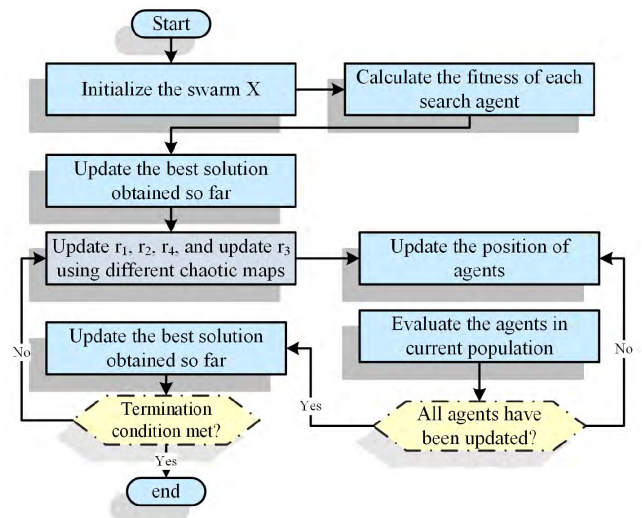 Start
Initialize the swarm X
Calculate the fitness of each
search agent
Update the best solution
obtained so far
Update r₁, r₂, r₄, and update r₃
using different chaotic maps
Update the position of
agents
Update the best solution
obtained so far
Evaluate the agents in
current population
No
No
Yes
Termination
condition met?
All agents have
been updated?
Yes
end